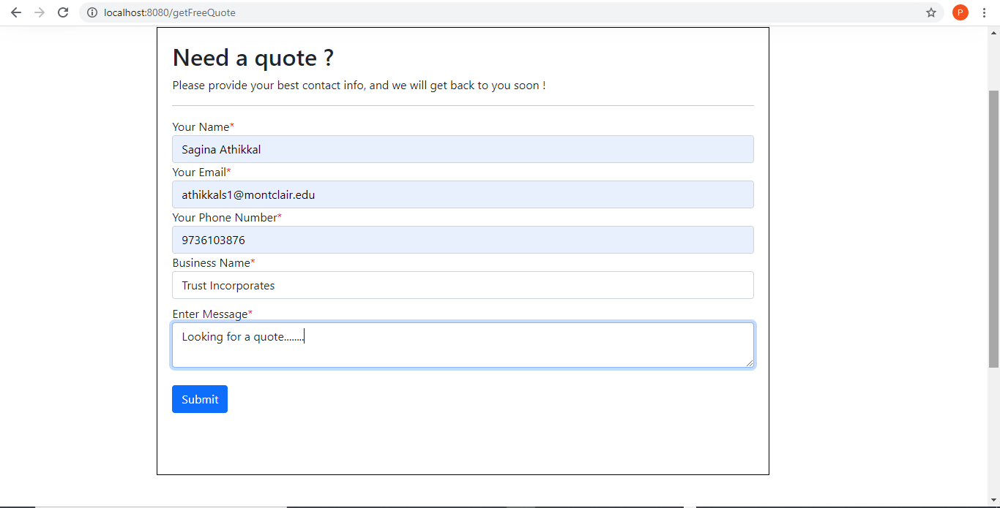 localhost:8080/getFreeQuote
P
Need a quote ?
Please provide your best contact info, and we will get back to you soon !
Your Name*
Sagina Athikkal
Your Email*
athikkals1@montclair.edu
Your Phone Number*
9736103876
Business Name*
Trust Incorporates
Enter Message*
Looking for a quote........
Submit